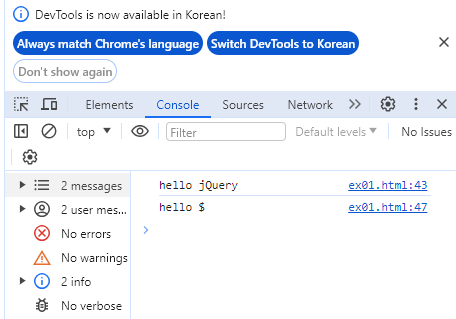 DevTools is now available in Korean!
Always match Chrome's language Switch DevTools to Korean
Don't show again
Elements Console Sources Network
top Filter Default levels No Issues
2 messages
2 user mes...
No errors
No warnings
2 info
No verbose
hello jQuery ex01.html:43
hello $ ex01.html:47